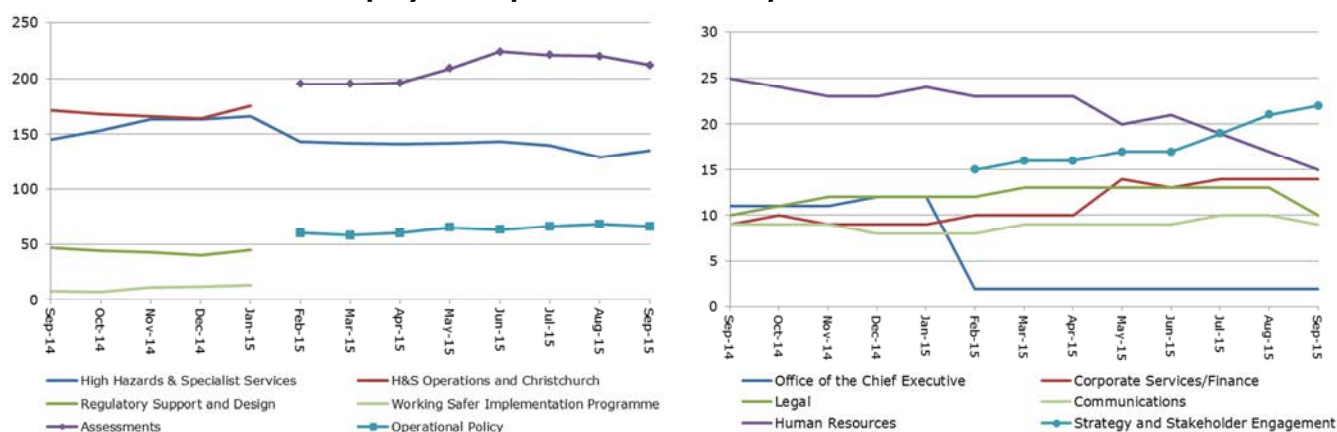 250
200
150
100
50
0
Sep-14
Oct-14
Nov-14
Dec-14
Jan-15
Feb-15
Mar-15
Apr-15
May-15
Jun-15
Jul-15
Aug-15
Sep-15
High Hazards & Specialist Services
H&S Operations and Christchurch
Regulatory Support and Design
Working Safer Implementation Programme
Assessments
Operational Policy
30
25
20
15
10
5
0
Sep-14
Oct-14
Nov-14
Dec-14
Jan-15
Feb-15
Mar-15
Apr-15
May-15
Jun-15
Jul-15
Aug-15
Sep-15
Office of the Chief Executive
Corporate Services/Finance
Legal
Communications
Human Resources
Strategy and Stakeholder Engagement